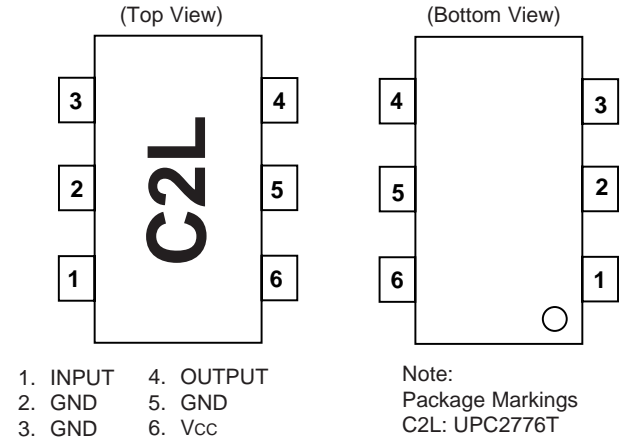 (Top View)
(Bottom View)
3
4
4
3
C2L
2
5
5
2
1
6
6
1
1. INPUT
2. GND
3. GND
4. OUTPUT
5. GND
6. Vcc
Note:
Package Markings
C2L: UPC2776T